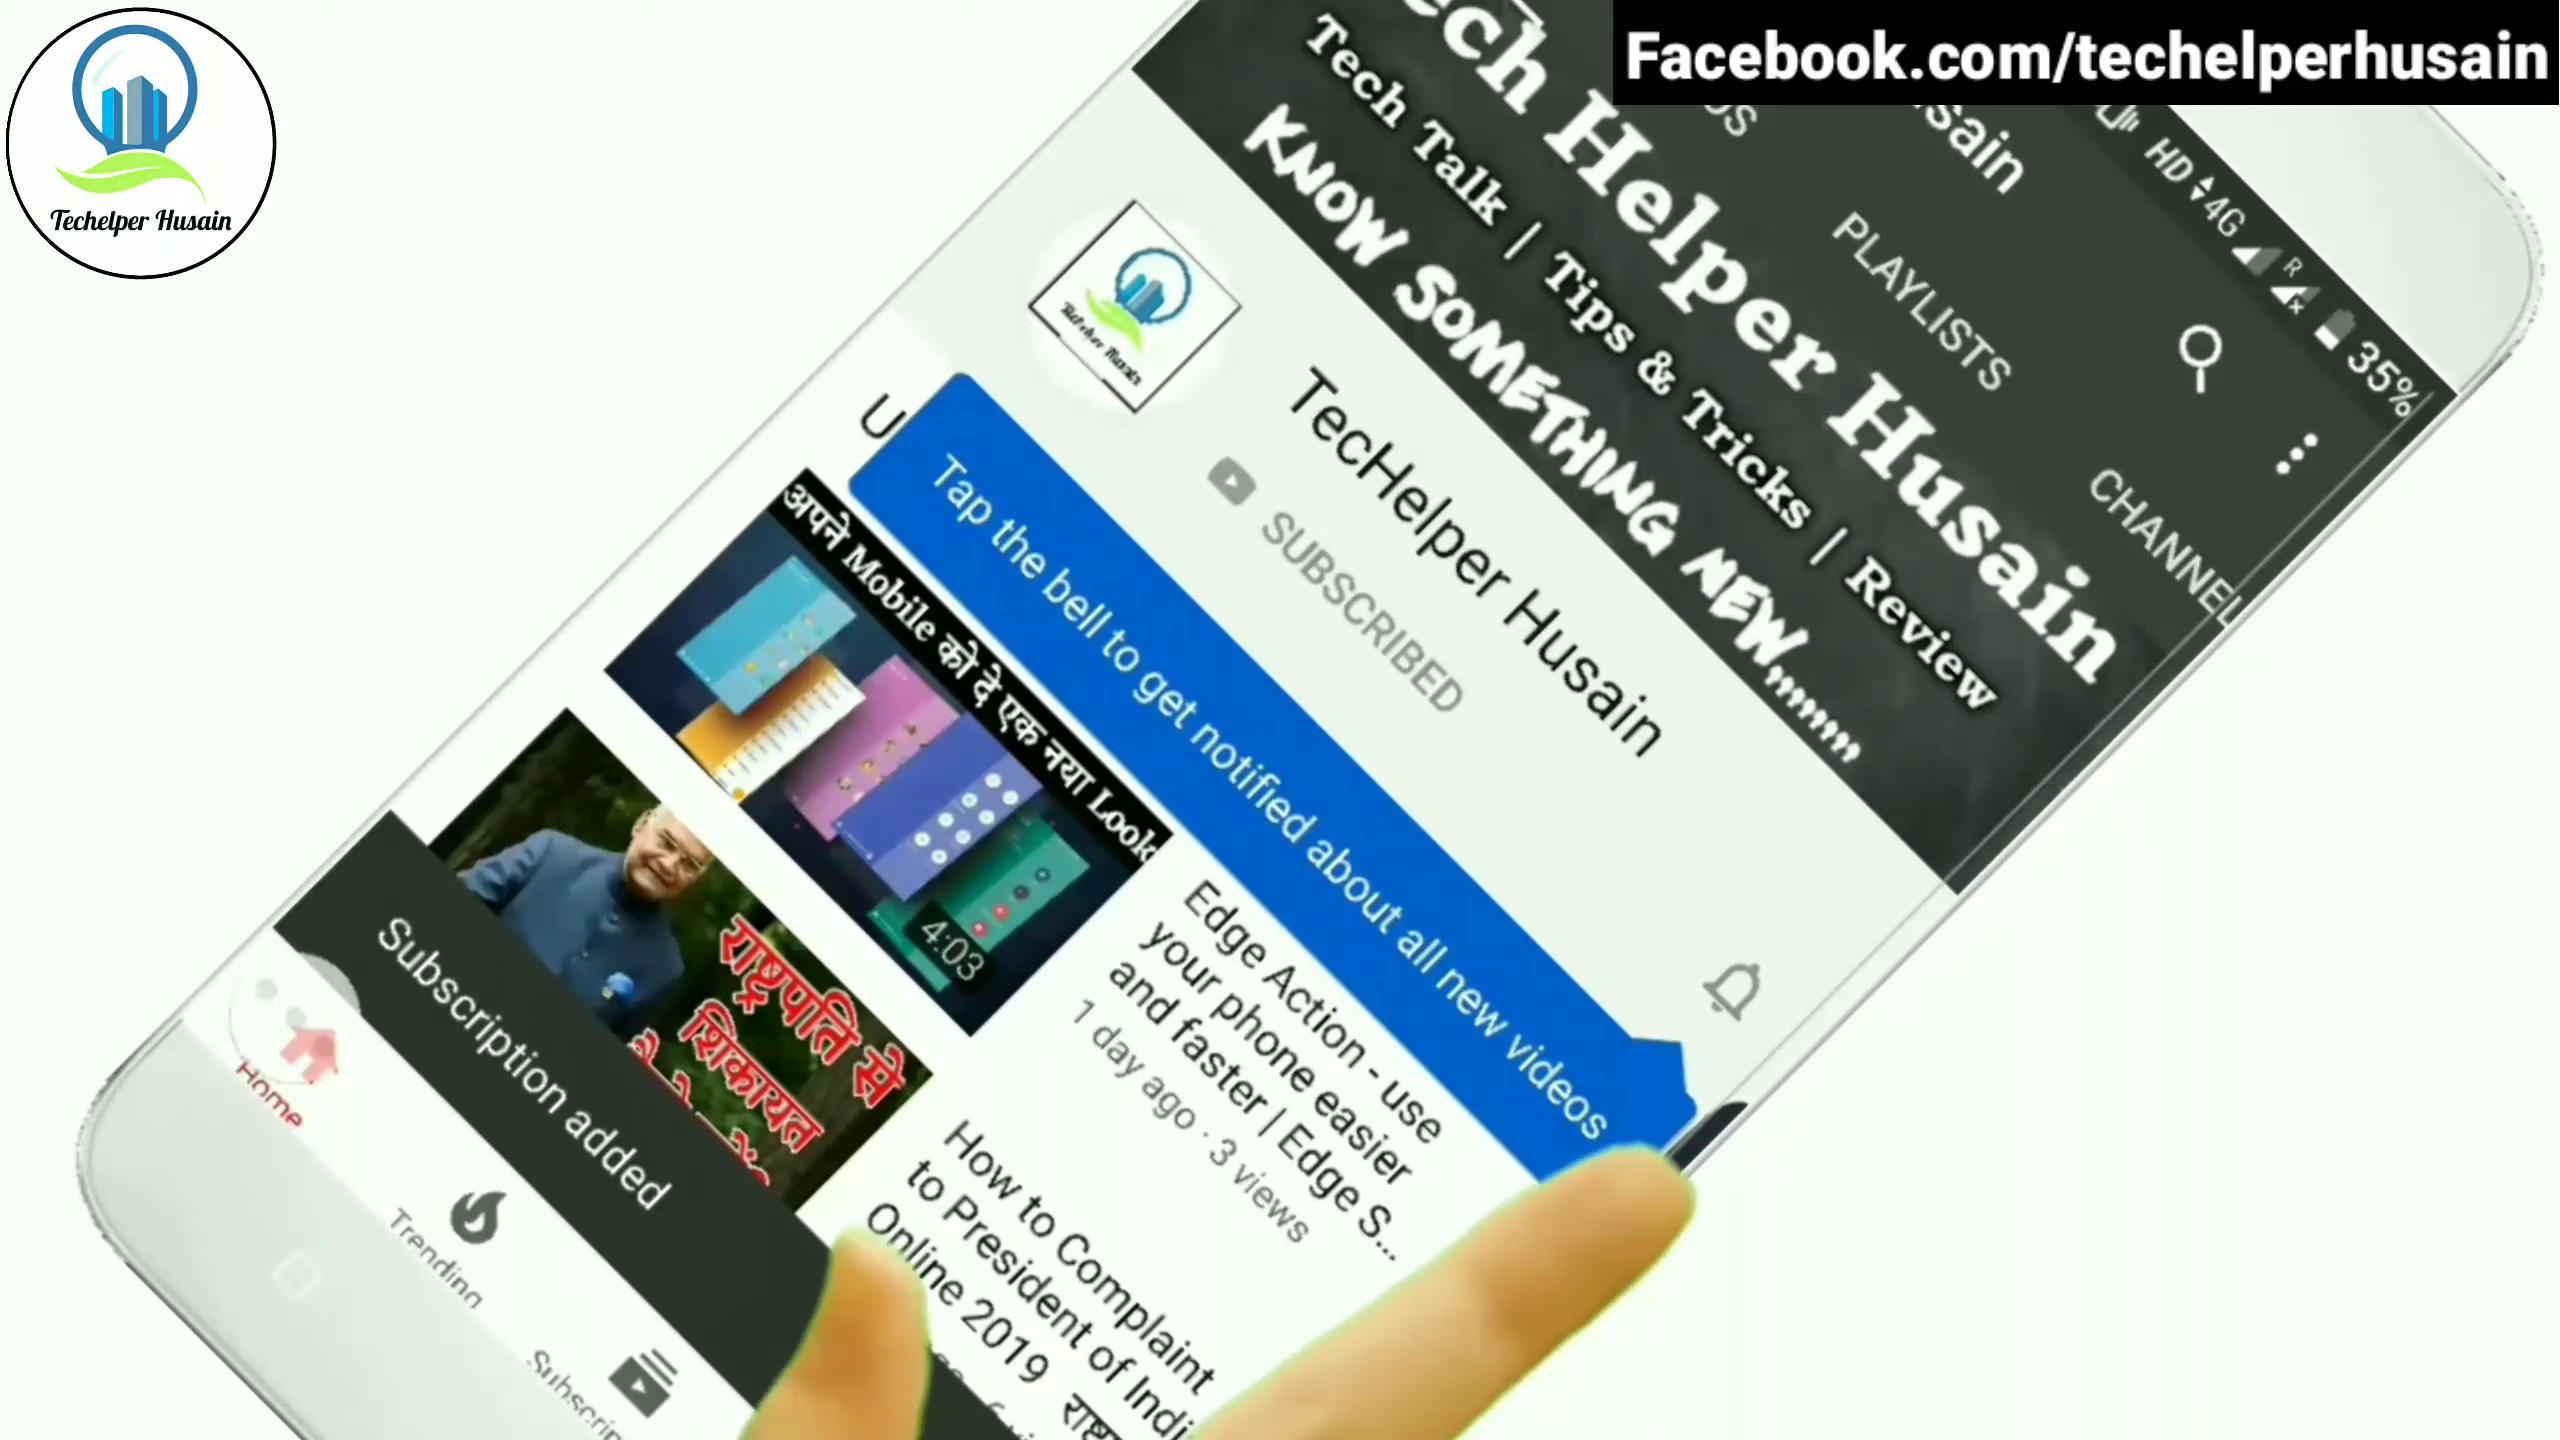 Techelper Husain
Facebook.com/techelperhusain
HD 4G R 35%
sain
PLAYLISTS
CHANNEL
ech Helper Husain
Tech Talk | Tips & Tricks | Review
KNOW SOMETHING NEW,,,,,,,
TecHelper Husain
SUBSCRIBED
U
Tap the bell to get notified about all new videos
अपने Mobile को दे एक नया Look
4:03
Edge Action - use
your phone easier
and faster | Edge S...
1 day ago · 3 views
राष्ट्रपति से
शिकायत
How to Complaint
to President of Indi
Online 2019
Subscription added
Home
Trending
Subscrip